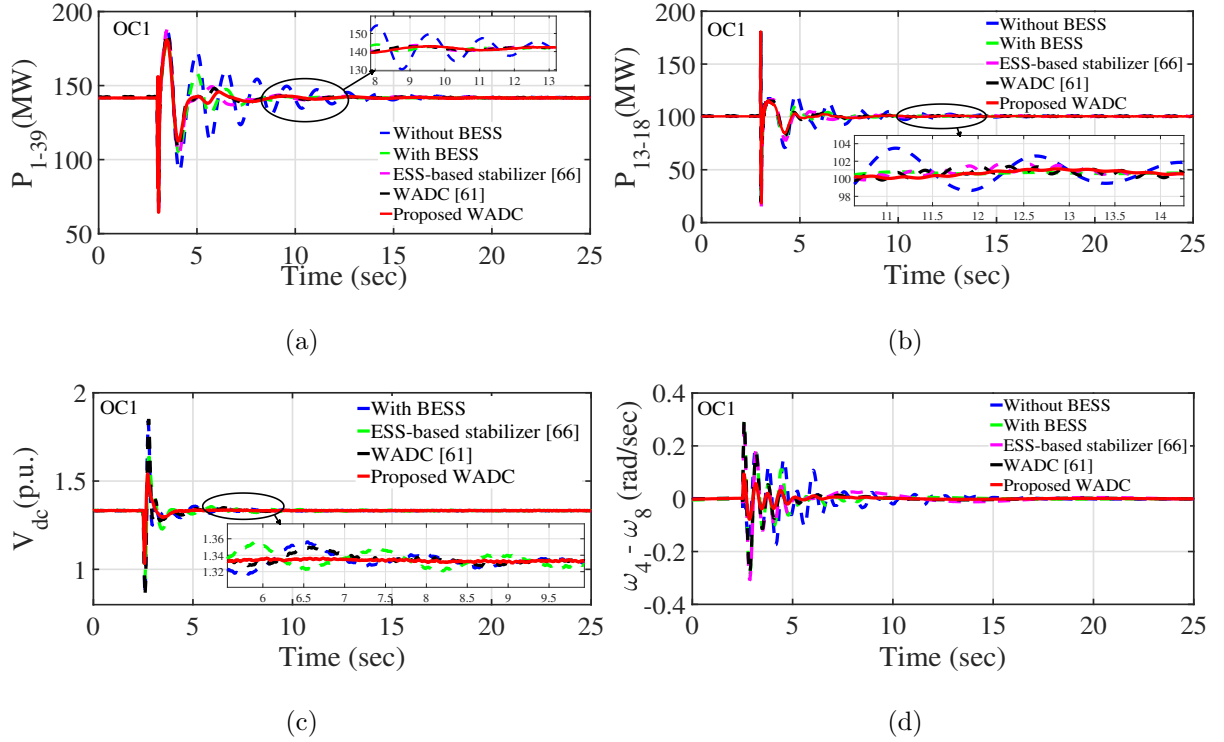 OC1
200
150
100
50
P1-39(MW)
150
140
130
8 9 10 11 12 13
Without BESS
With BESS
ESS-based stabilizer [66]
WADC [61]
Proposed WADC
0 5 10 15 20 25
Time (sec)
(a)
OC1
200
150
100
50
0
P13-18(MW)
Without BESS
With BESS
ESS-based stabilizer [66]
WADC [61]
Proposed WADC
104
102
100
98
11 11.5 12 12.5 13 13.5 14
0 5 10 15 20 25
Time (sec)
(b)
OC1
2
1.5
1
Vdc(p.u.)
With BESS
ESS-based stabilizer [66]
WADC [61]
Proposed WADC
1.36
1.34
1.32
6 6.5 7 7.5 8 8.5 9 9.5
0 5 10 15 20 25
Time (sec)
(c)
OC1
0.4
0.2
0
-0.2
-0.4
ω4 - ω8 (rad/sec)
Without BESS
With BESS
ESS-based stabilizer [66]
WADC [61]
Proposed WADC
0 5 10 15 20 25
Time (sec)
(d)